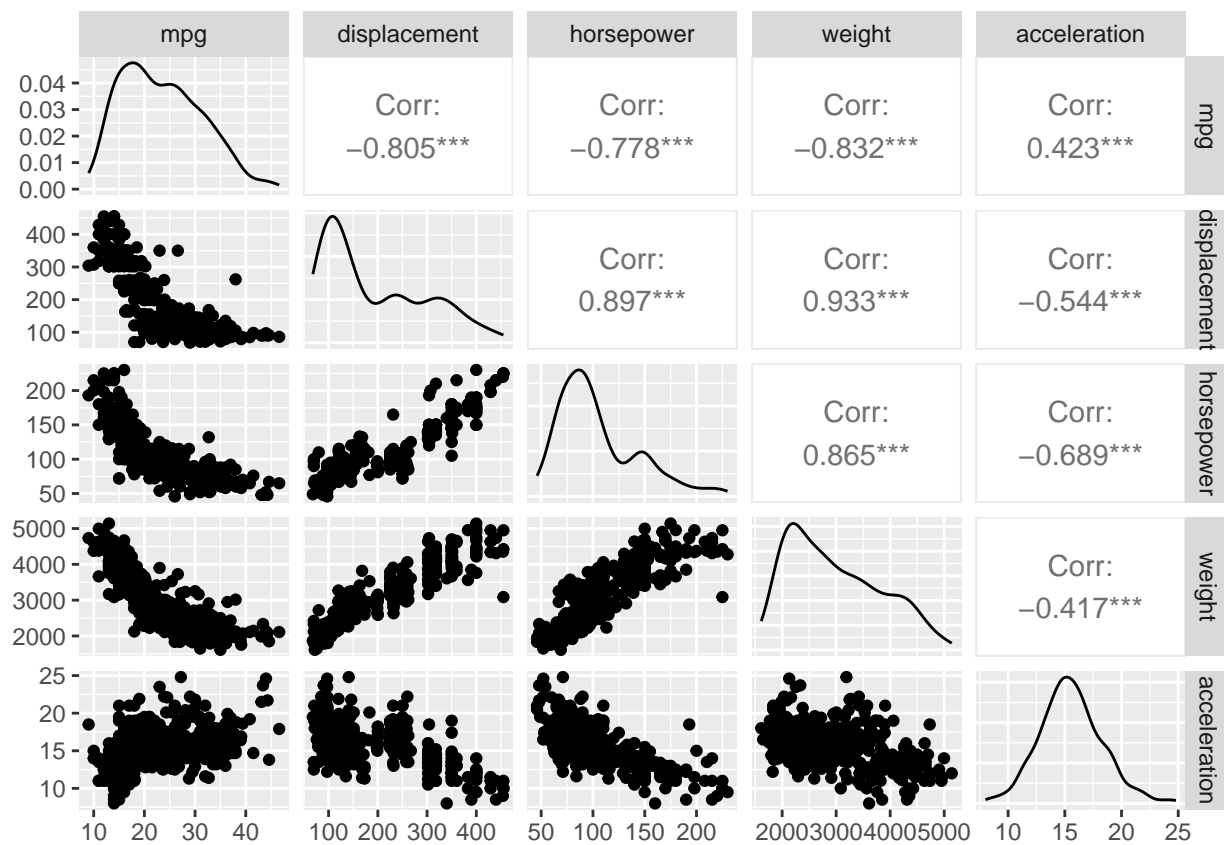 mpg displacement horsepower weight acceleration
0.04
0.03
0.02
0.01
0.00
Corr:
−0.805***
Corr:
−0.778***
Corr:
−0.832***
Corr:
0.423***
mpg
400
300
200
100
Corr:
0.897***
Corr:
0.933***
Corr:
−0.544***
displacement
200
150
100
50
Corr:
0.865***
Corr:
−0.689***
horsepower
5000
4000
3000
2000
Corr:
−0.417***
weight
25
20
15
10
acceleration
10 20 30 40 100 200 300 400 50 100 150 200 2000 3000 4000 5000 10 15 20 25